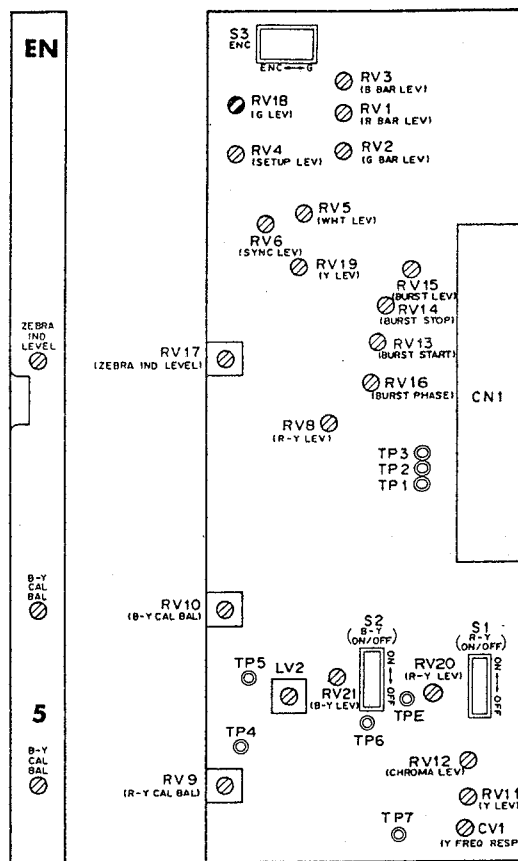 EN
ZEBRA
IND
LEVEL
B-Y
CAL
BAL
5
B-Y
CAL
BAL
S3
ENC
ENC ←→ G
RV3
(B BAR LEV)
RV18
(G LEV)
RV1
(R BAR LEV)
RV4
(SETUP LEV)
RV2
(G BAR LEV)
RV5
(WHT LEV)
RV6
(SYNC LEV)
RV19
(Y LEV)
RV15
(BURST LEV)
RV14
(BURST STOP)
RV17
(ZEBRA IND LEVEL)
RV13
(BURST START)
RV16
(BURST PHASE)
CN1
RV8
(R-Y LEV)
TP3
TP2
TP1
RV10
(B-Y CAL BAL)
S2
(B-Y
ON/OFF)
ON ←→ OFF
S1
(R-Y
ON/OFF)
ON ←→ OFF
TP5
LV2
RV21
(B-Y LEV)
RV20
(R-Y LEV)
TPE
TP6
TP4
RV12
(CHROMA LEV)
RV9
(R-Y CAL BAL)
RV11
(Y LEV)
TP7
CV1
(Y FREQ RESP